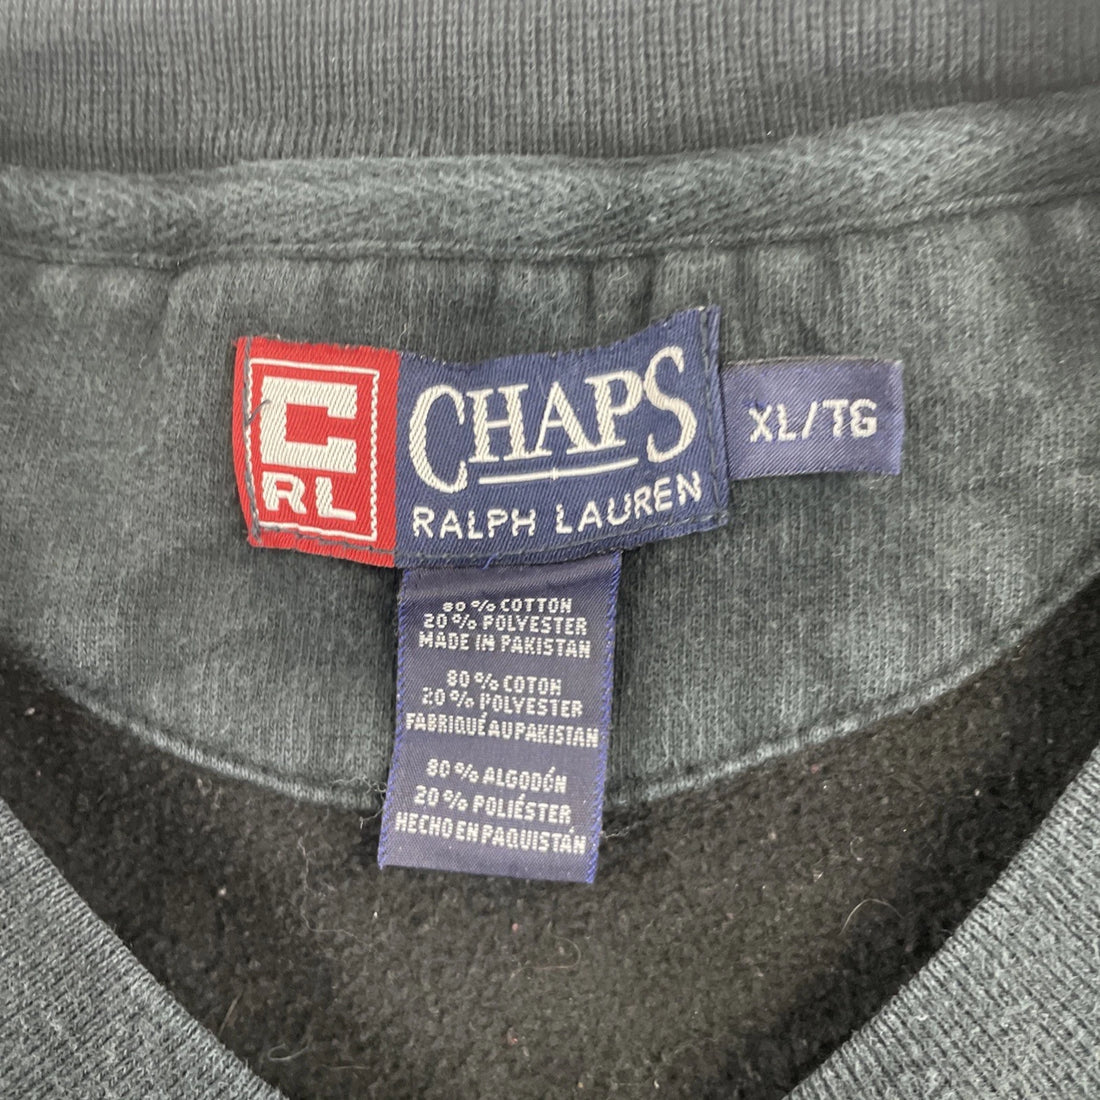 C
RL
CHAPS
RALPH LAUREN
XL/TG
80% COTTON
20% POLYESTER
MADE IN PAKISTAN
80% COTON
20% POLYESTER
FABRIQUÉ AU PAKISTAN
80% ALGODÓN
20% POLIÉSTER
HECHO EN PAQUISTÁN